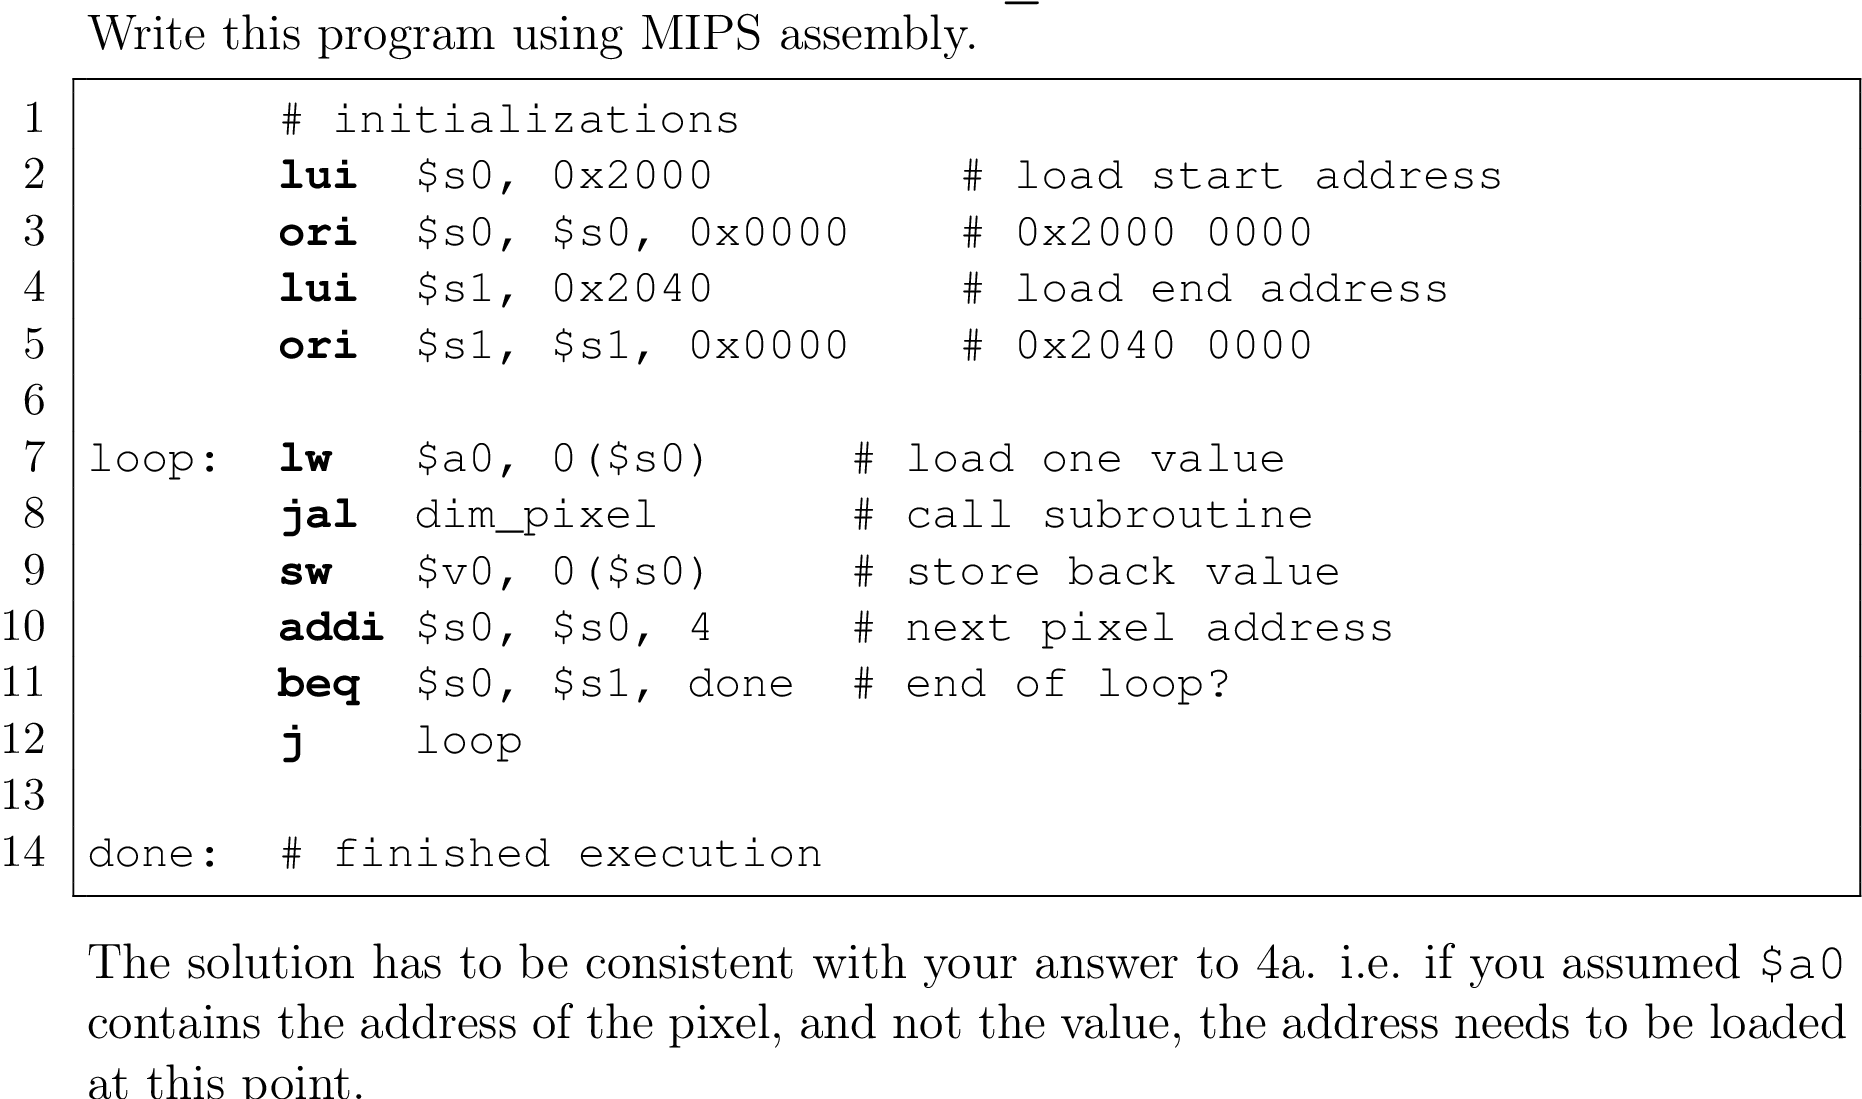 Write this program using MIPS assembly.
1 # initializations
2 lui $s0, 0x2000 # load start address
3 ori $s0, $s0, 0x0000 # 0x2000 0000
4 lui $s1, 0x2040 # load end address
5 ori $s1, $s1, 0x0000 # 0x2040 0000
6
7 loop: lw $a0, 0($s0) # load one value
8 jal dim_pixel # call subroutine
9 sw $v0, 0($s0) # store back value
10 addi $s0, $s0, 4 # next pixel address
11 beq $s0, $s1, done # end of loop?
12 j loop
13
14 done: # finished execution
The solution has to be consistent with your answer to 4a. i.e. if you assumed $a0
contains the address of the pixel, and not the value, the address needs to be loaded
at this point.